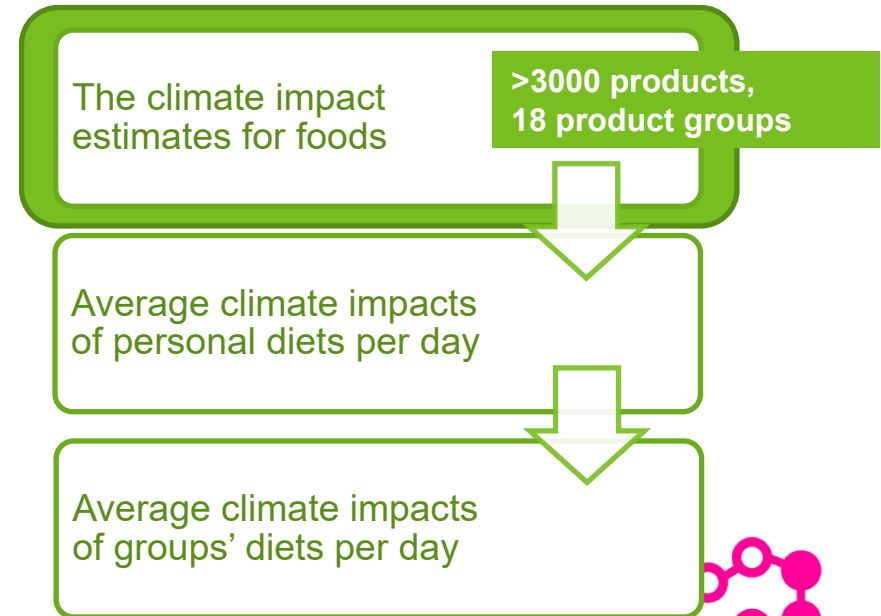 The climate impact
estimates for foods
>3000 products,
18 product groups
Average climate impacts
of personal diets per day
Average climate impacts
of groups’ diets per day